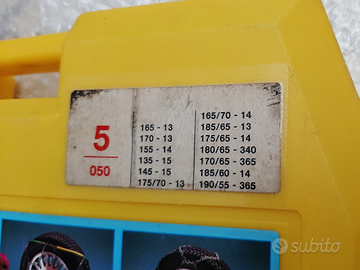 5
050
165 - 13
170 - 13
155 - 14
135 - 15
145 - 15
175/70 - 13
165/70 - 14
185/65 - 13
175/65 - 14
180/65 - 340
170/65 - 365
185/60 - 14
190/55 - 365
subito